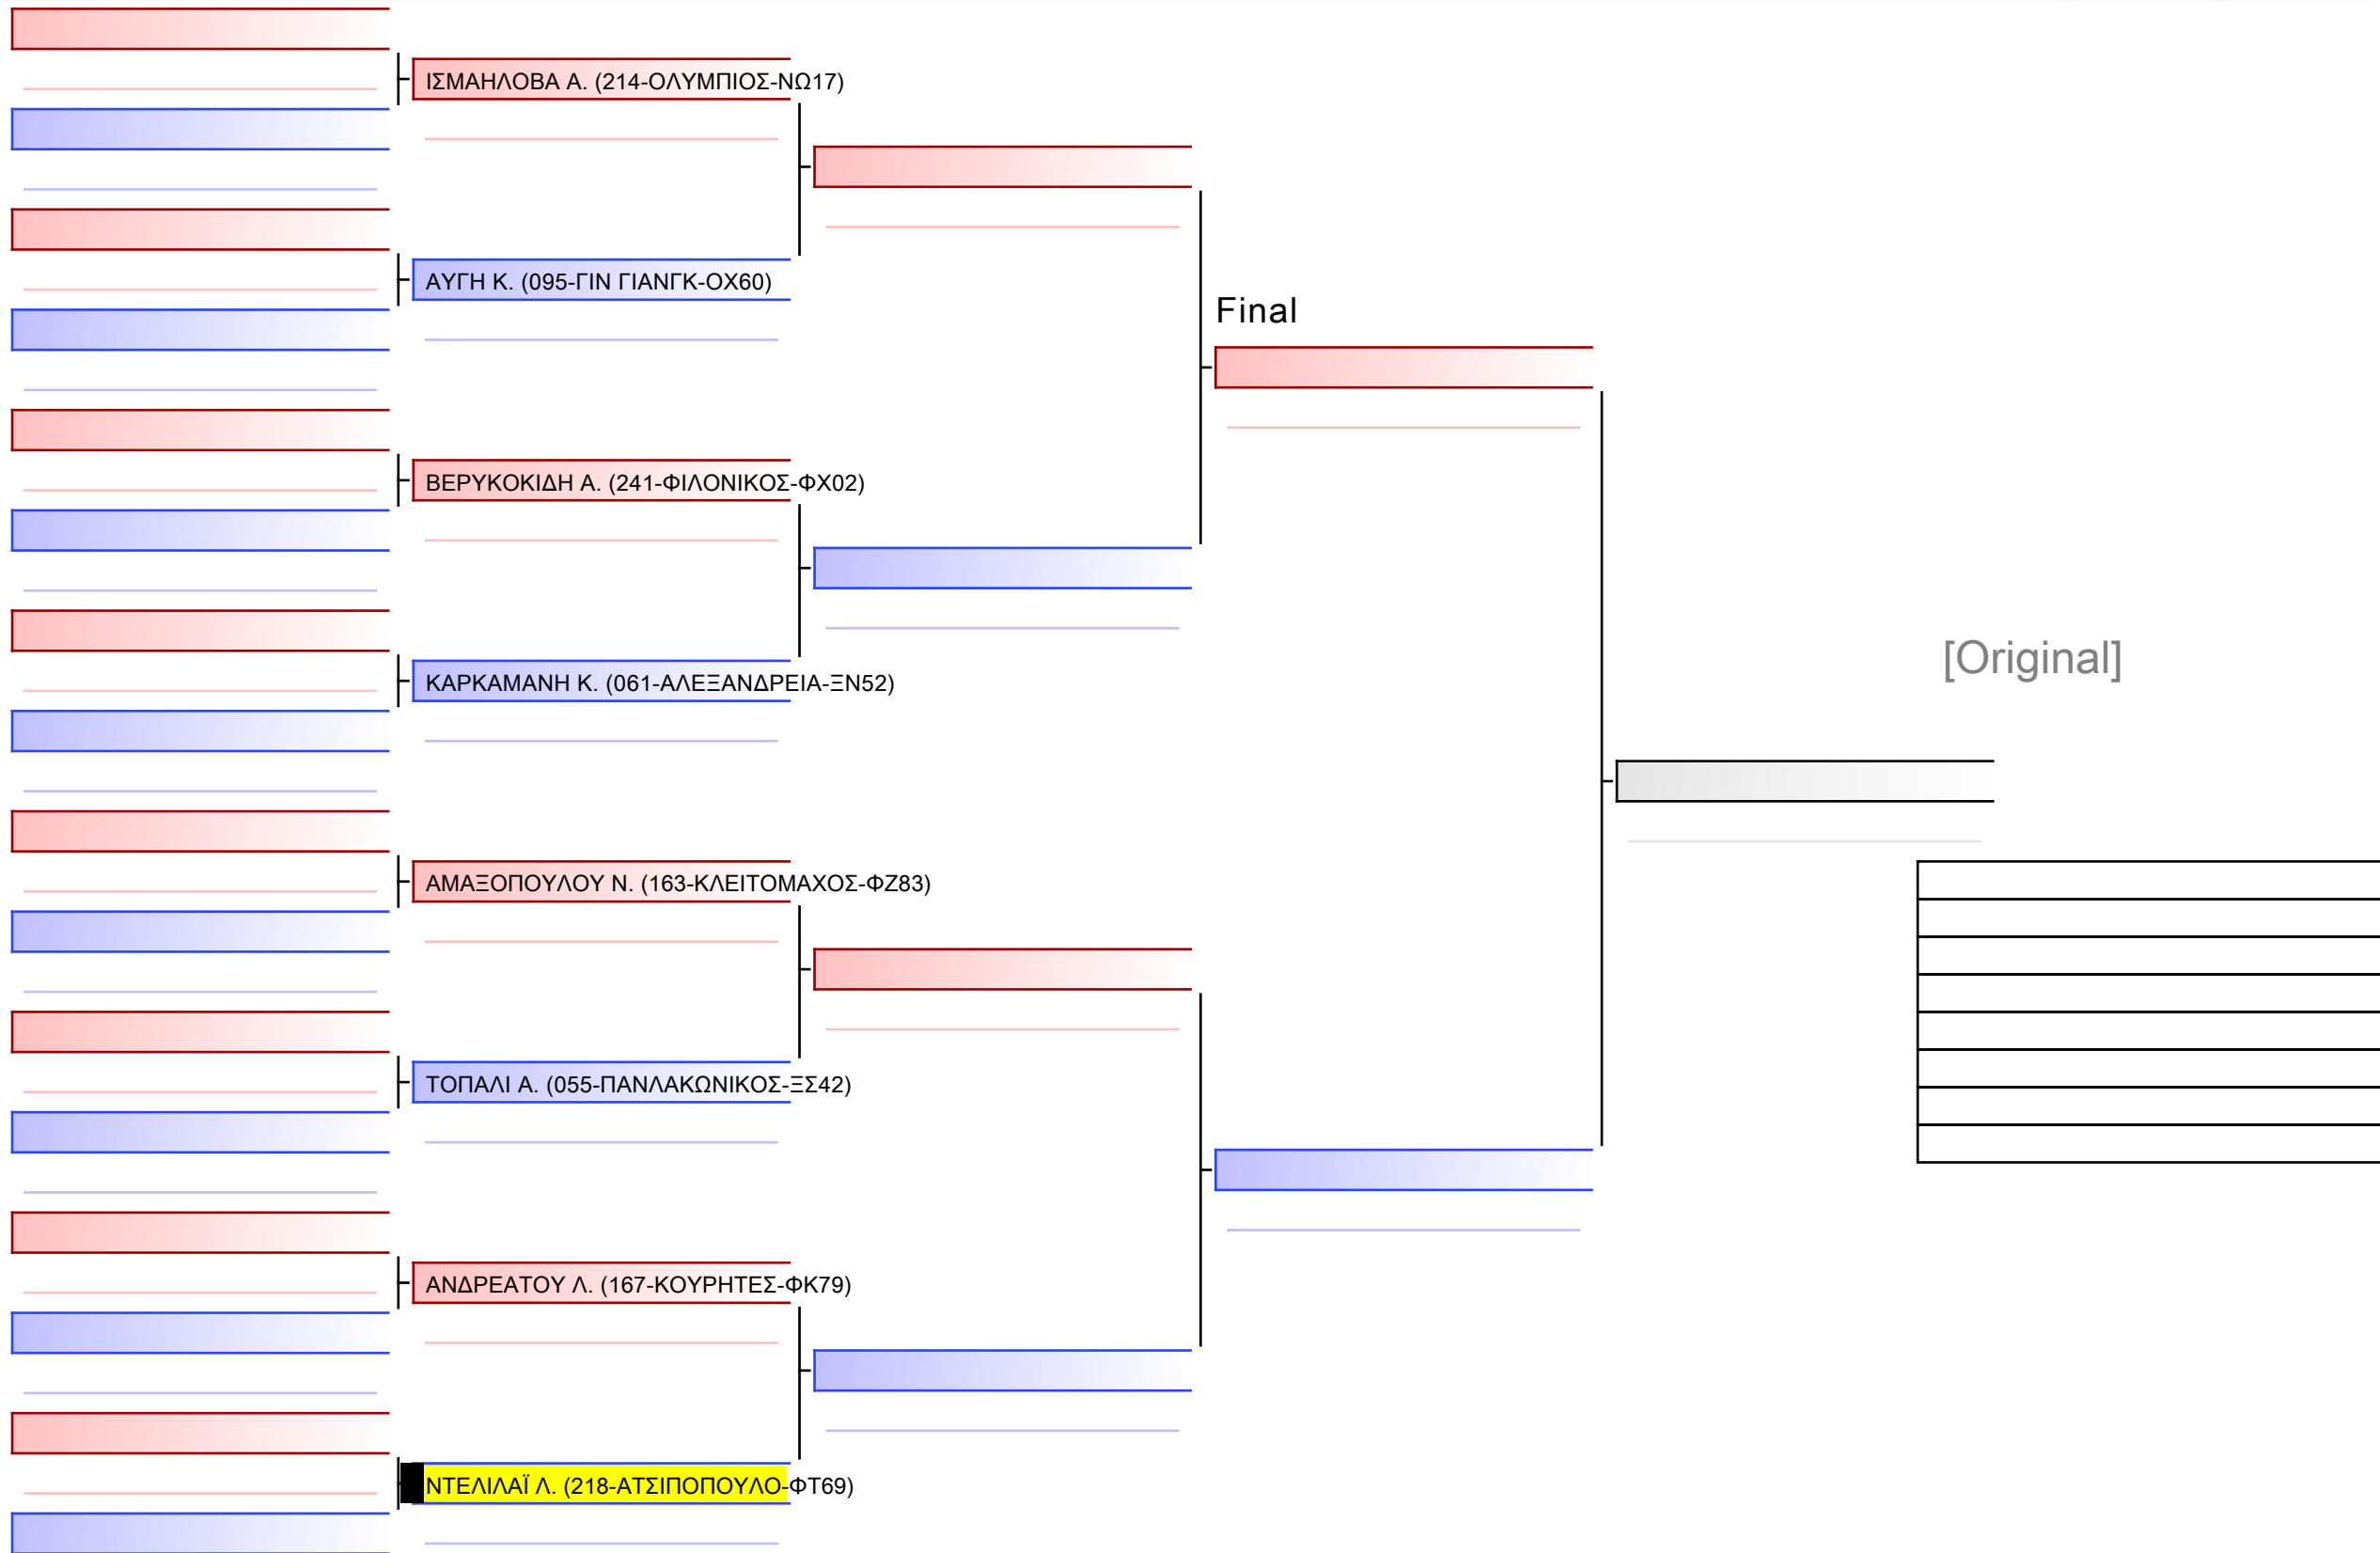 ΙΣΜΑΗΛΟΒΑ Α. (214-ΟΛΥΜΠΙΟΣ-ΝΩ17)
ΑΥΓΗ Κ. (095-ΓΙΝ ΓΙΑΝΓΚ-ΟΧ60)
Final
ΒΕΡΥΚΟΚΙΔΗ Α. (241-ΦΙΛΟΝΙΚΟΣ-ΦΧ02)
[Original]
ΚΑΡΚΑΜΑΝΗ Κ. (061-ΑΛΕΞΑΝΔΡΕΙΑ-ΞΝ52)
ΑΜΑΞΟΠΟΥΛΟΥ Ν. (163-ΚΛΕΙΤΟΜΑΧΟΣ-ΦΖ83)
ΤΟΠΑΛΙ Α. (055-ΠΑΝΛΑΚΩΝΙΚΟΣ-ΞΣ42)
ΑΝΔΡΕΑΤΟΥ Λ. (167-ΚΟΥΡΗΤΕΣ-ΦΚ79)
ΝΤΕΛΙΛΑΪ Λ. (218-ΑΤΣΙΠΟΠΟΥΛΟ-ΦΤ69)